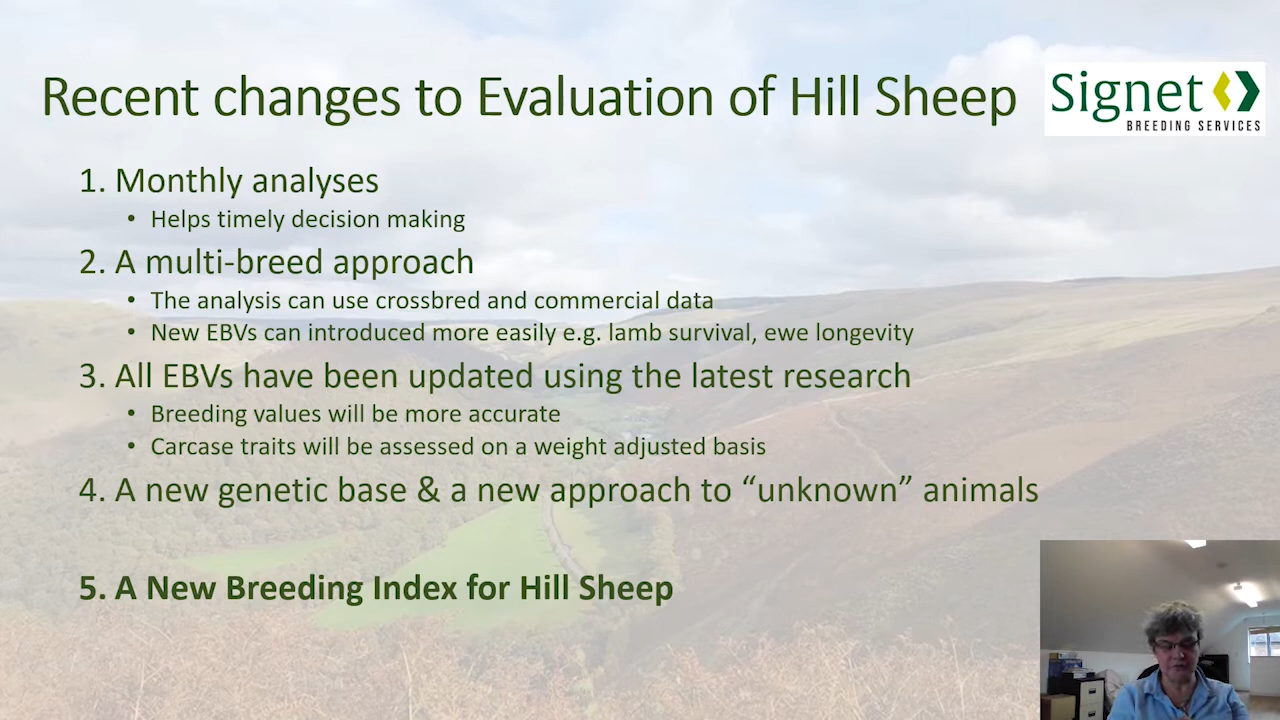 Recent changes to Evaluation of Hill Sheep
Signet
BREEDING SERVICES
1. Monthly analyses
• Helps timely decision making
2. A multi-breed approach
• The analysis can use crossbred and commercial data
• New EBVs can introduced more easily e.g. lamb survival, ewe longevity
3. All EBVs have been updated using the latest research
• Breeding values will be more accurate
• Carcase traits will be assessed on a weight adjusted basis
4. A new genetic base & a new approach to “unknown” animals
5. A New Breeding Index for Hill Sheep